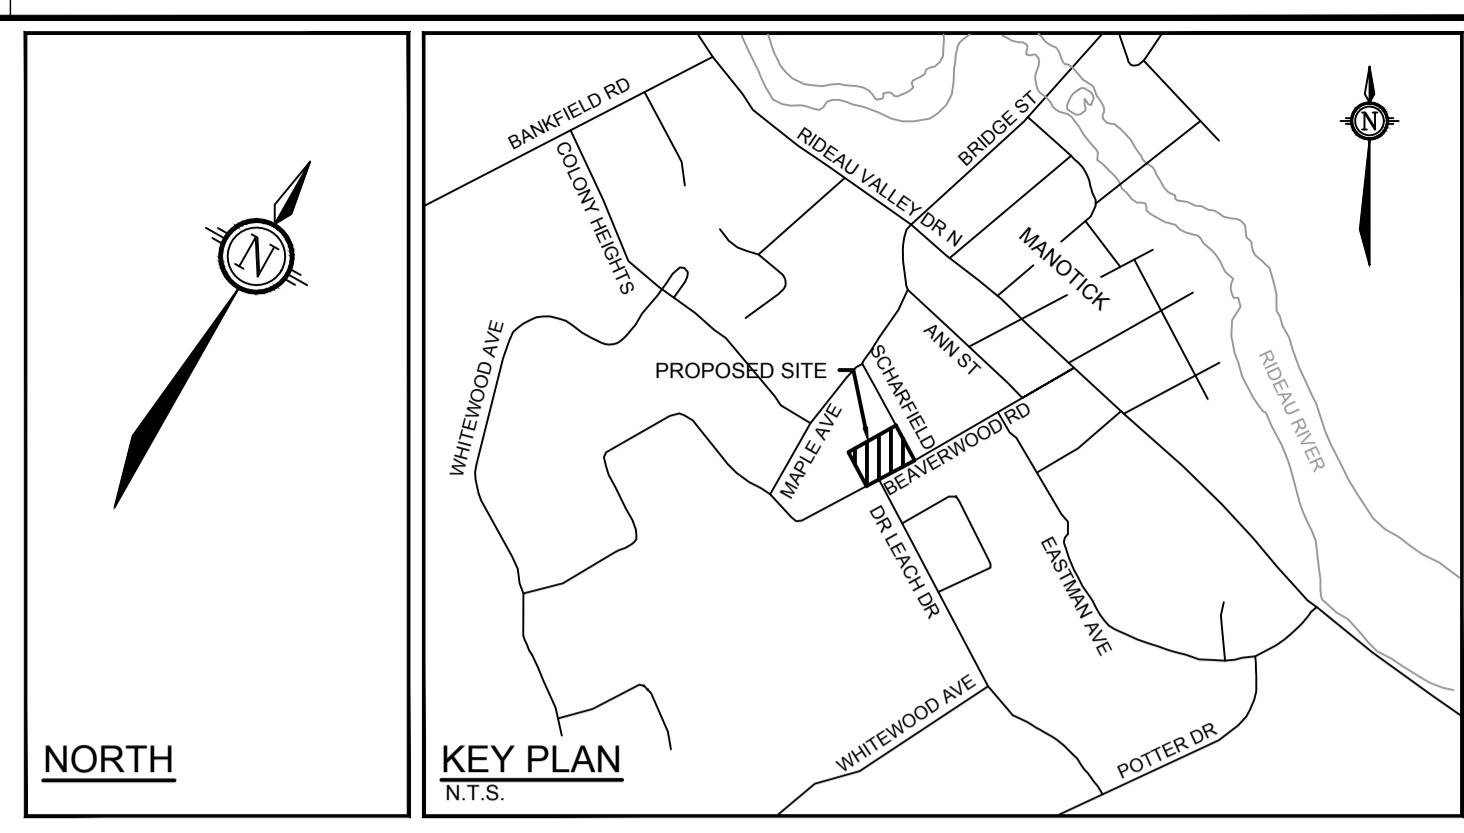 N
NORTH
BANKFIELD RD
COLONY HEIGHTS
RIDEAU VALLEY DR N
BRIDGE ST
N
MANOTICK
WHITEWOOD AVE
PROPOSED SITE
SCHARFIELD
ANN ST
MAPLE AVE
BEAVERWOOD RD
RIDEAU RIVER
DR LEACH DR
EASTMAN AVE
WHITEWOOD AVE
POTTER DR
KEY PLAN
N.T.S.